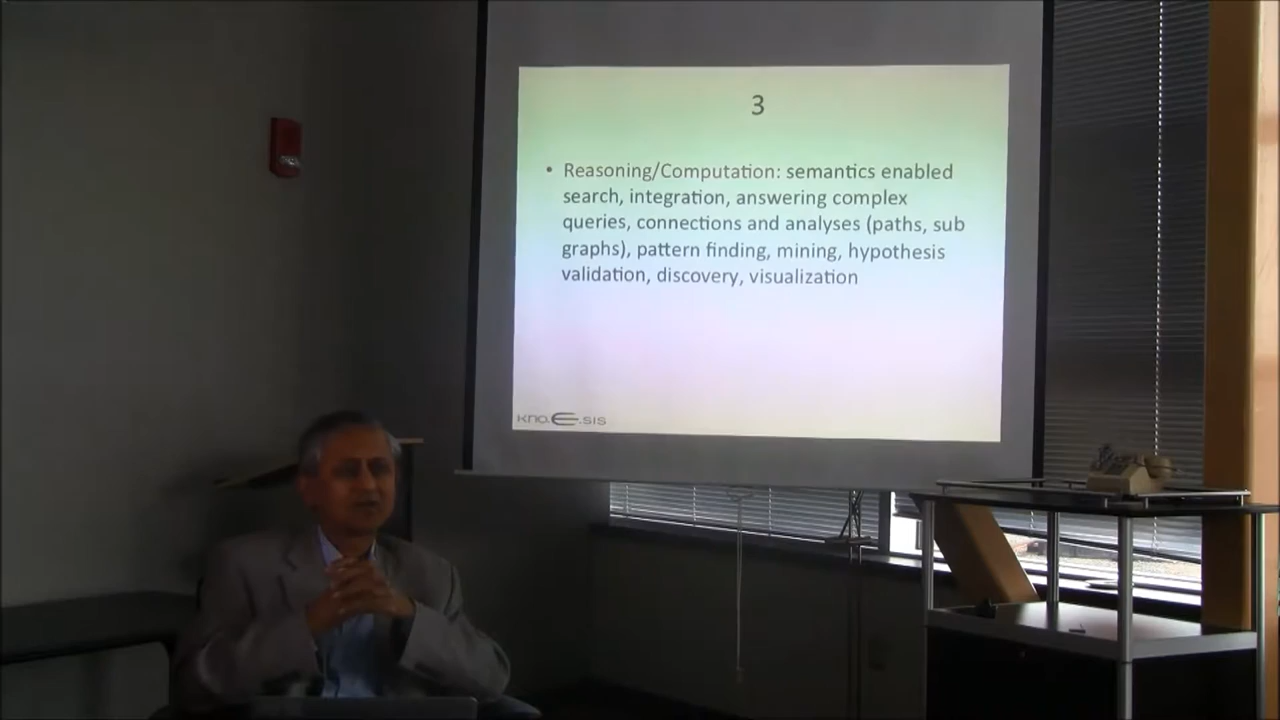 3
• Reasoning/Computation: semantics enabled
search, integration, answering complex
queries, connections and analyses (paths, sub
graphs), pattern finding, mining, hypothesis
validation, discovery, visualization
kno.e.sis